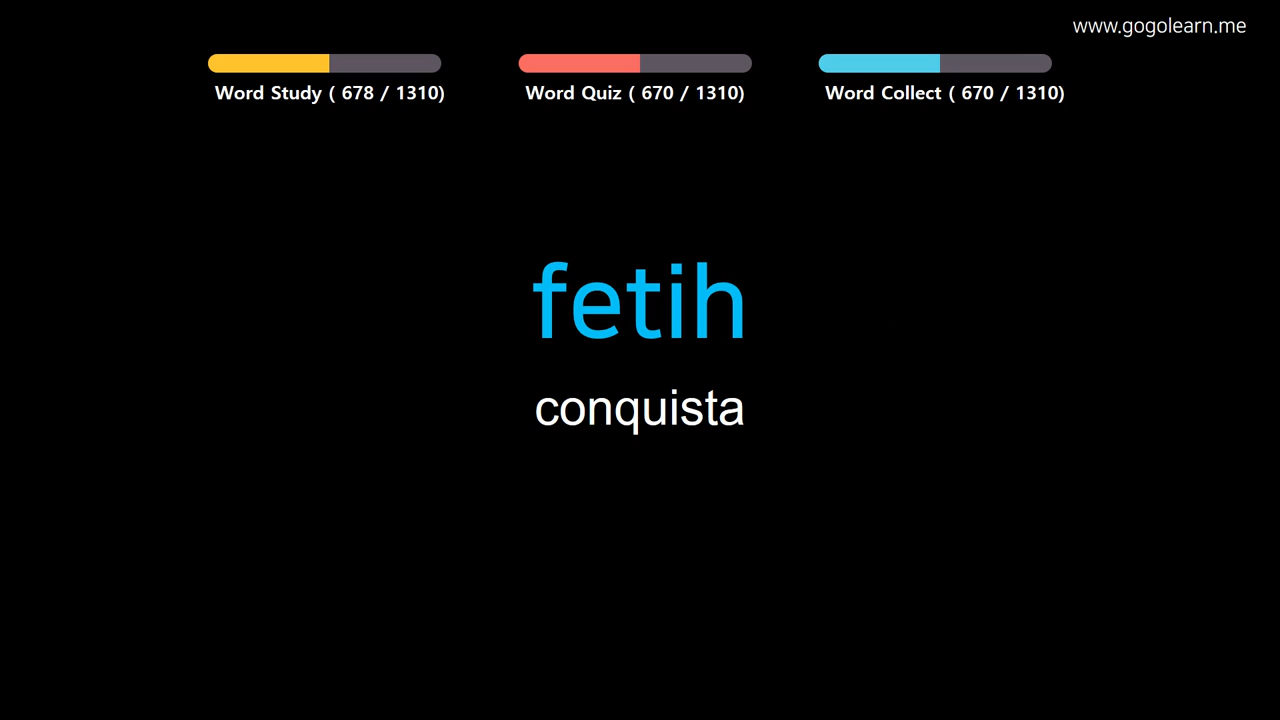 www.gogolearn.me
Word Study ( 678 / 1310)
Word Quiz ( 670 / 1310)
Word Collect ( 670 / 1310)
fetih
conquista